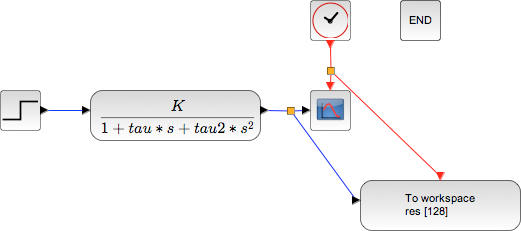 END
K
1 + tau * s + tau2 * s²
To workspace
res [128]